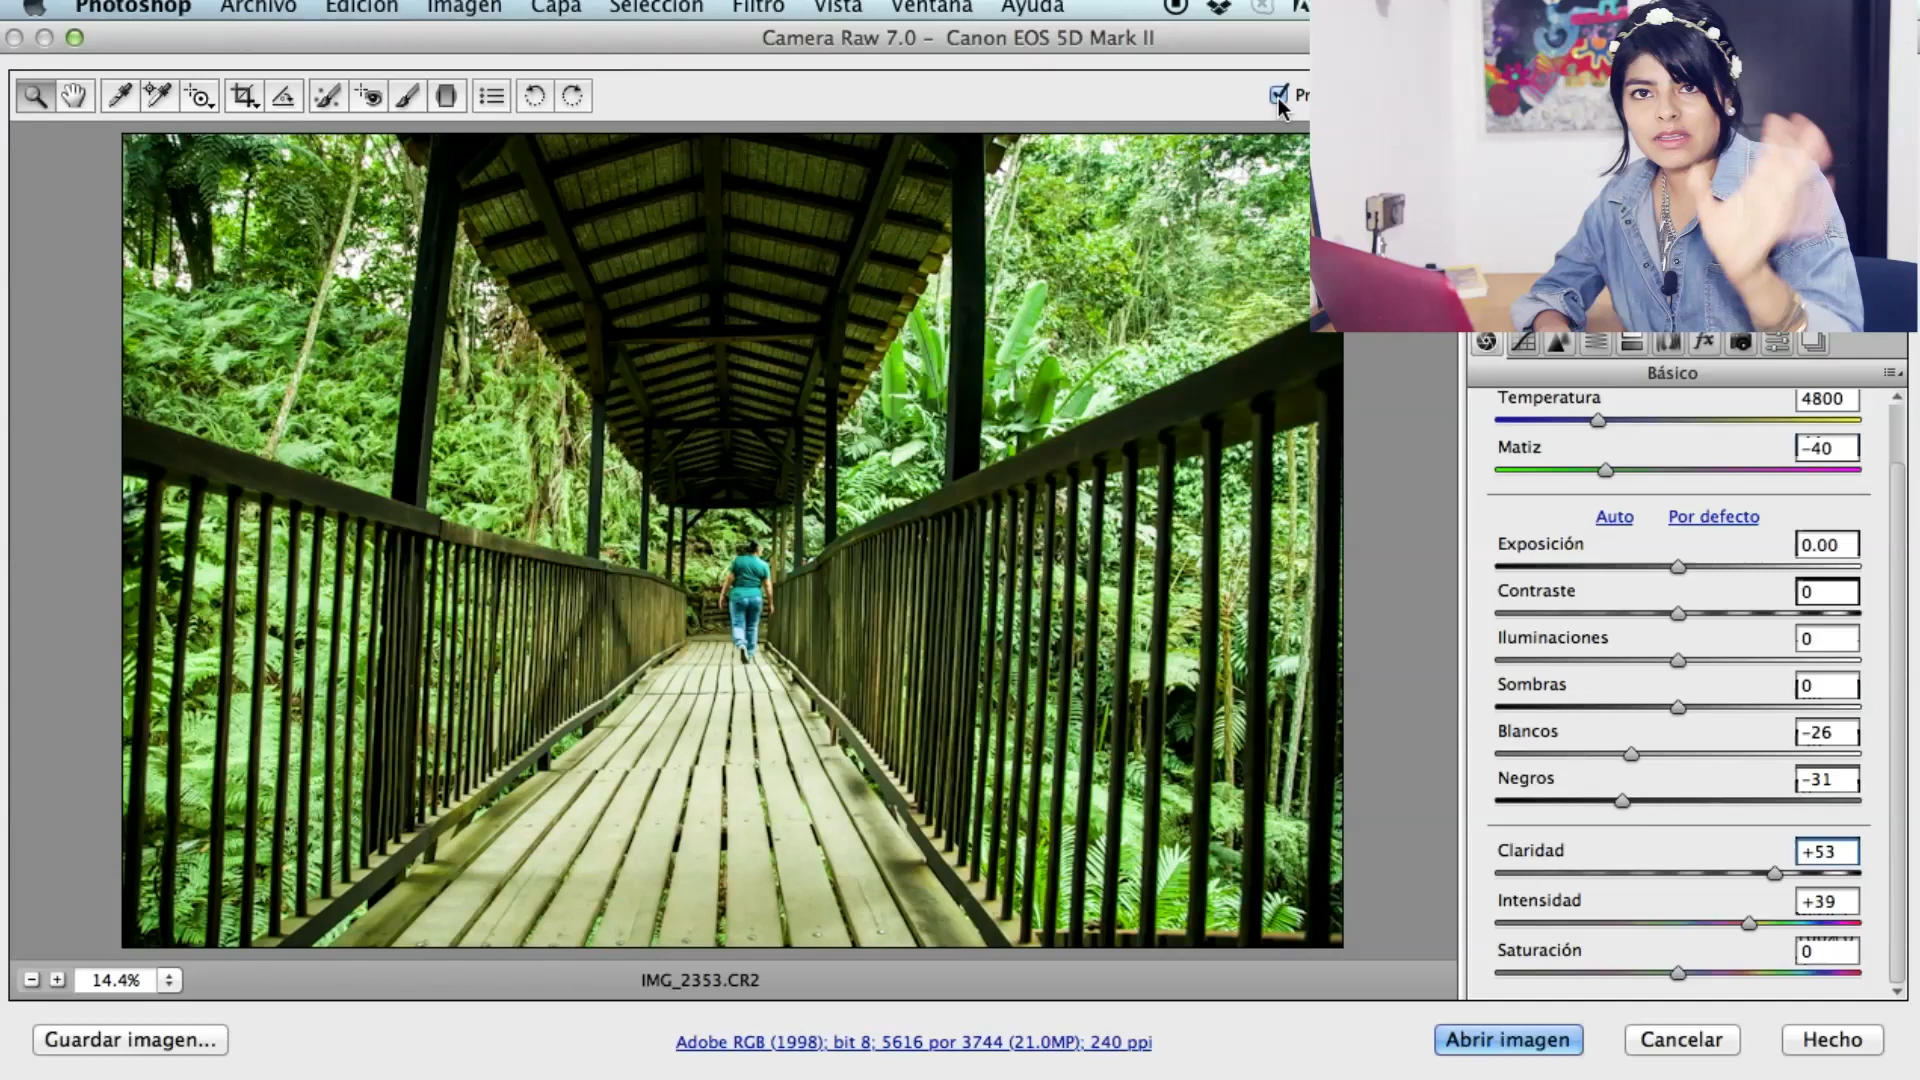 Photoshop Archivo Edición Imagen Capa Selección Filtro Vista Ventana Ayuda
Camera Raw 7.0 - Canon EOS 5D Mark II
Básico
Temperatura 4800
Matiz -40
Auto Por defecto
Exposición 0.00
Contraste 0
Iluminaciones 0
Sombras 0
Blancos -26
Negros -31
Claridad +53
Intensidad +39
Saturación 0
14.4% IMG_2353.CR2
Guardar imagen... Adobe RGB (1998); bit 8; 5616 por 3744 (21.0MP); 240 ppi Abrir imagen Cancelar Hecho